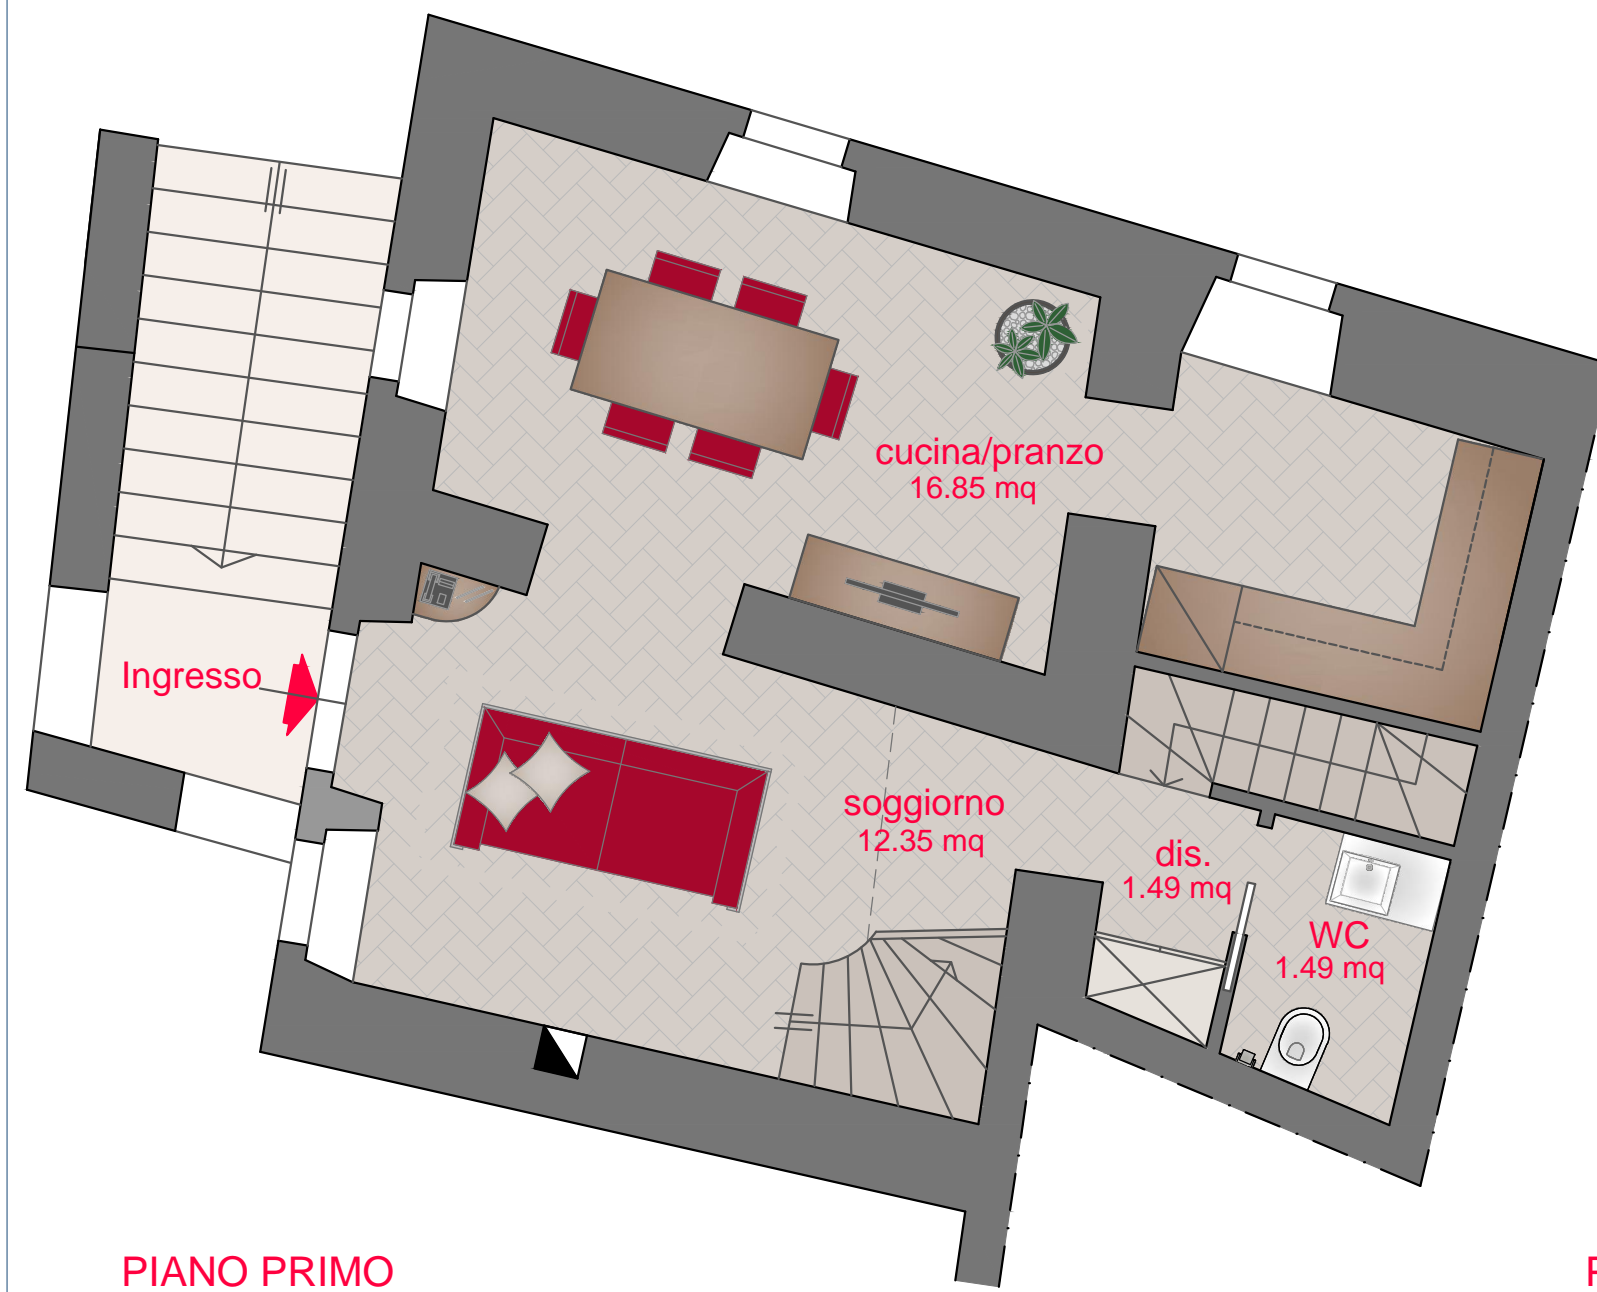 cucina/pranzo
16.85 mq
Ingresso
soggiorno
12.35 mq
dis.
1.49 mq
WC
1.49 mq
PIANO PRIMO